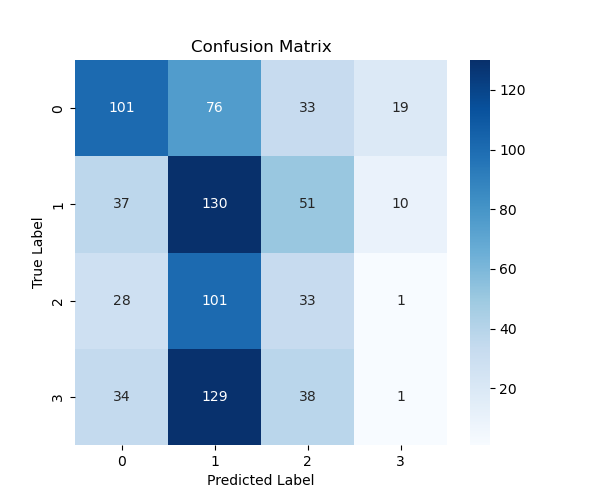 Confusion Matrix
0 101 76 33 19
1 37 130 51 10
2 28 101 33 1
3 34 129 38 1
0 1 2 3
Predicted Label
True Label
120
100
80
60
40
20